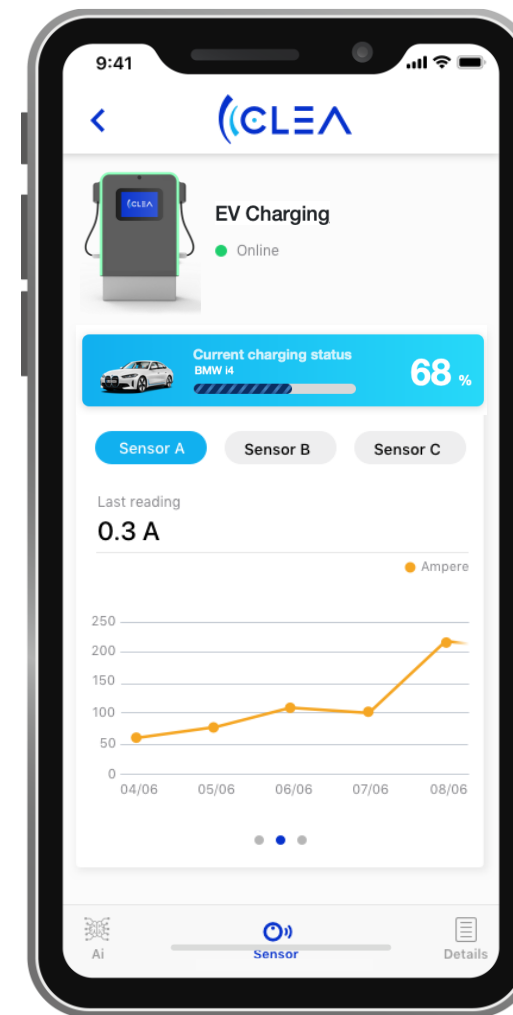 9:41
CLEA
CLEA
EV Charging
Online
Current charging status
BMW i4
68 %
Sensor A Sensor B Sensor C
Last reading
0.3 A
Ampere
250
200
150
100
50
0
04/06 05/06 06/06 07/06 08/06
Ai Sensor Details